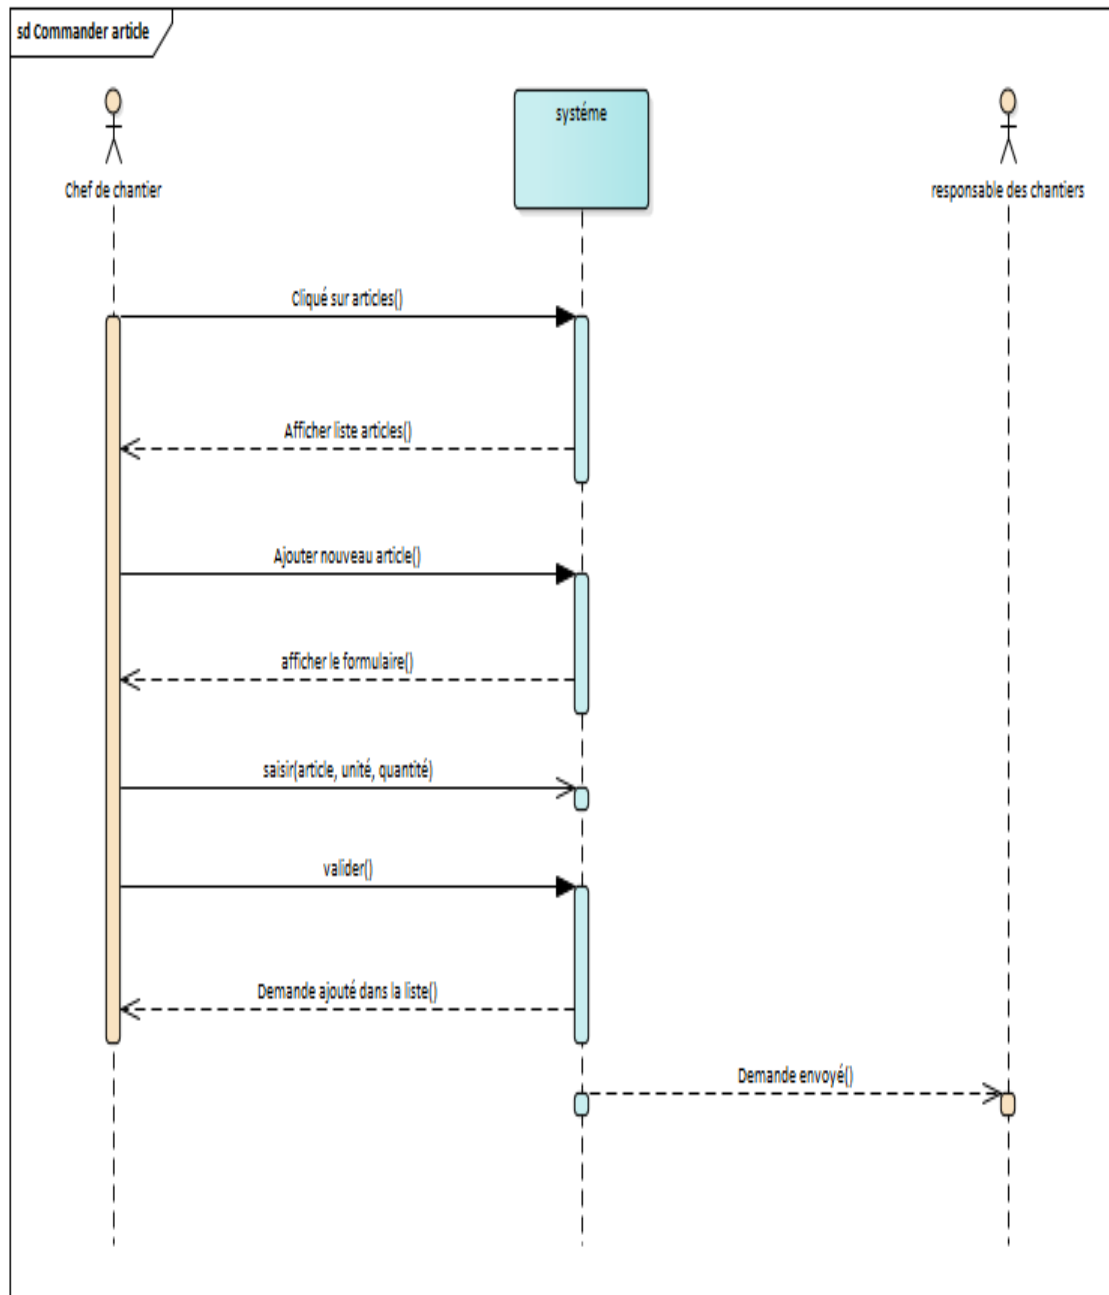 sd Commander article
systéme
Chef de chantier
responsable des chantiers
Cliqué sur articles()
Afficher liste articles()
Ajouter nouveau article()
afficher le formulaire()
saisir(article, unité, quantité)
valider()
Demande ajouté dans la liste()
Demande envoyé()